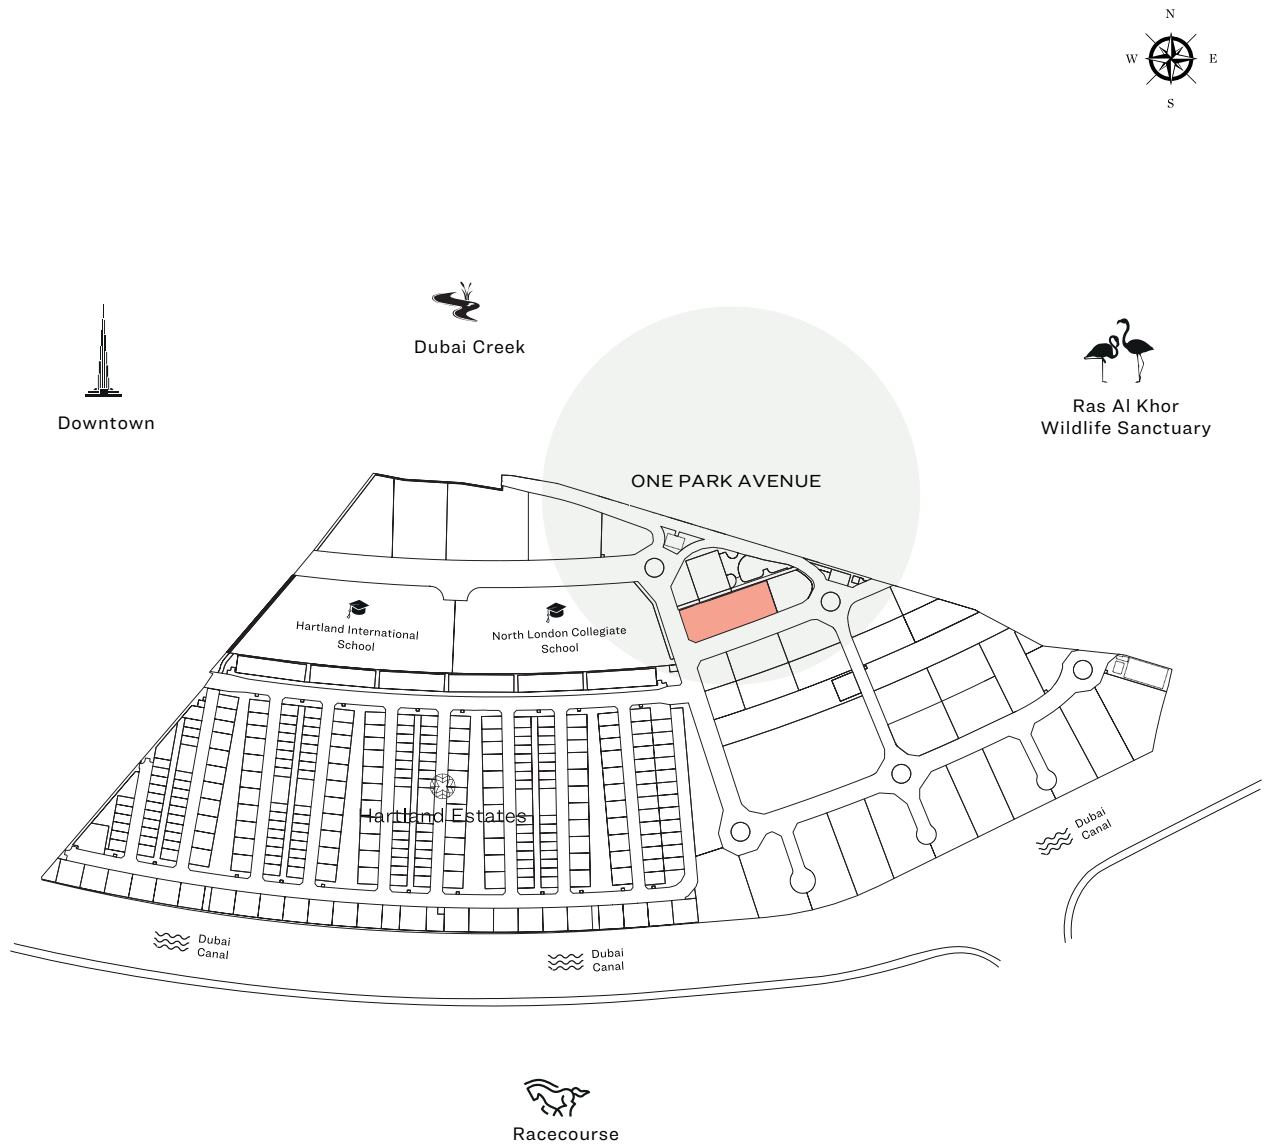 N
W E
S
Dubai Creek
Downtown
Ras Al Khor
Wildlife Sanctuary
ONE PARK AVENUE
Hartland International
School
North London Collegiate
School
Hartland Estates
Dubai
Canal
Dubai
Canal
Dubai
Canal
Racecourse